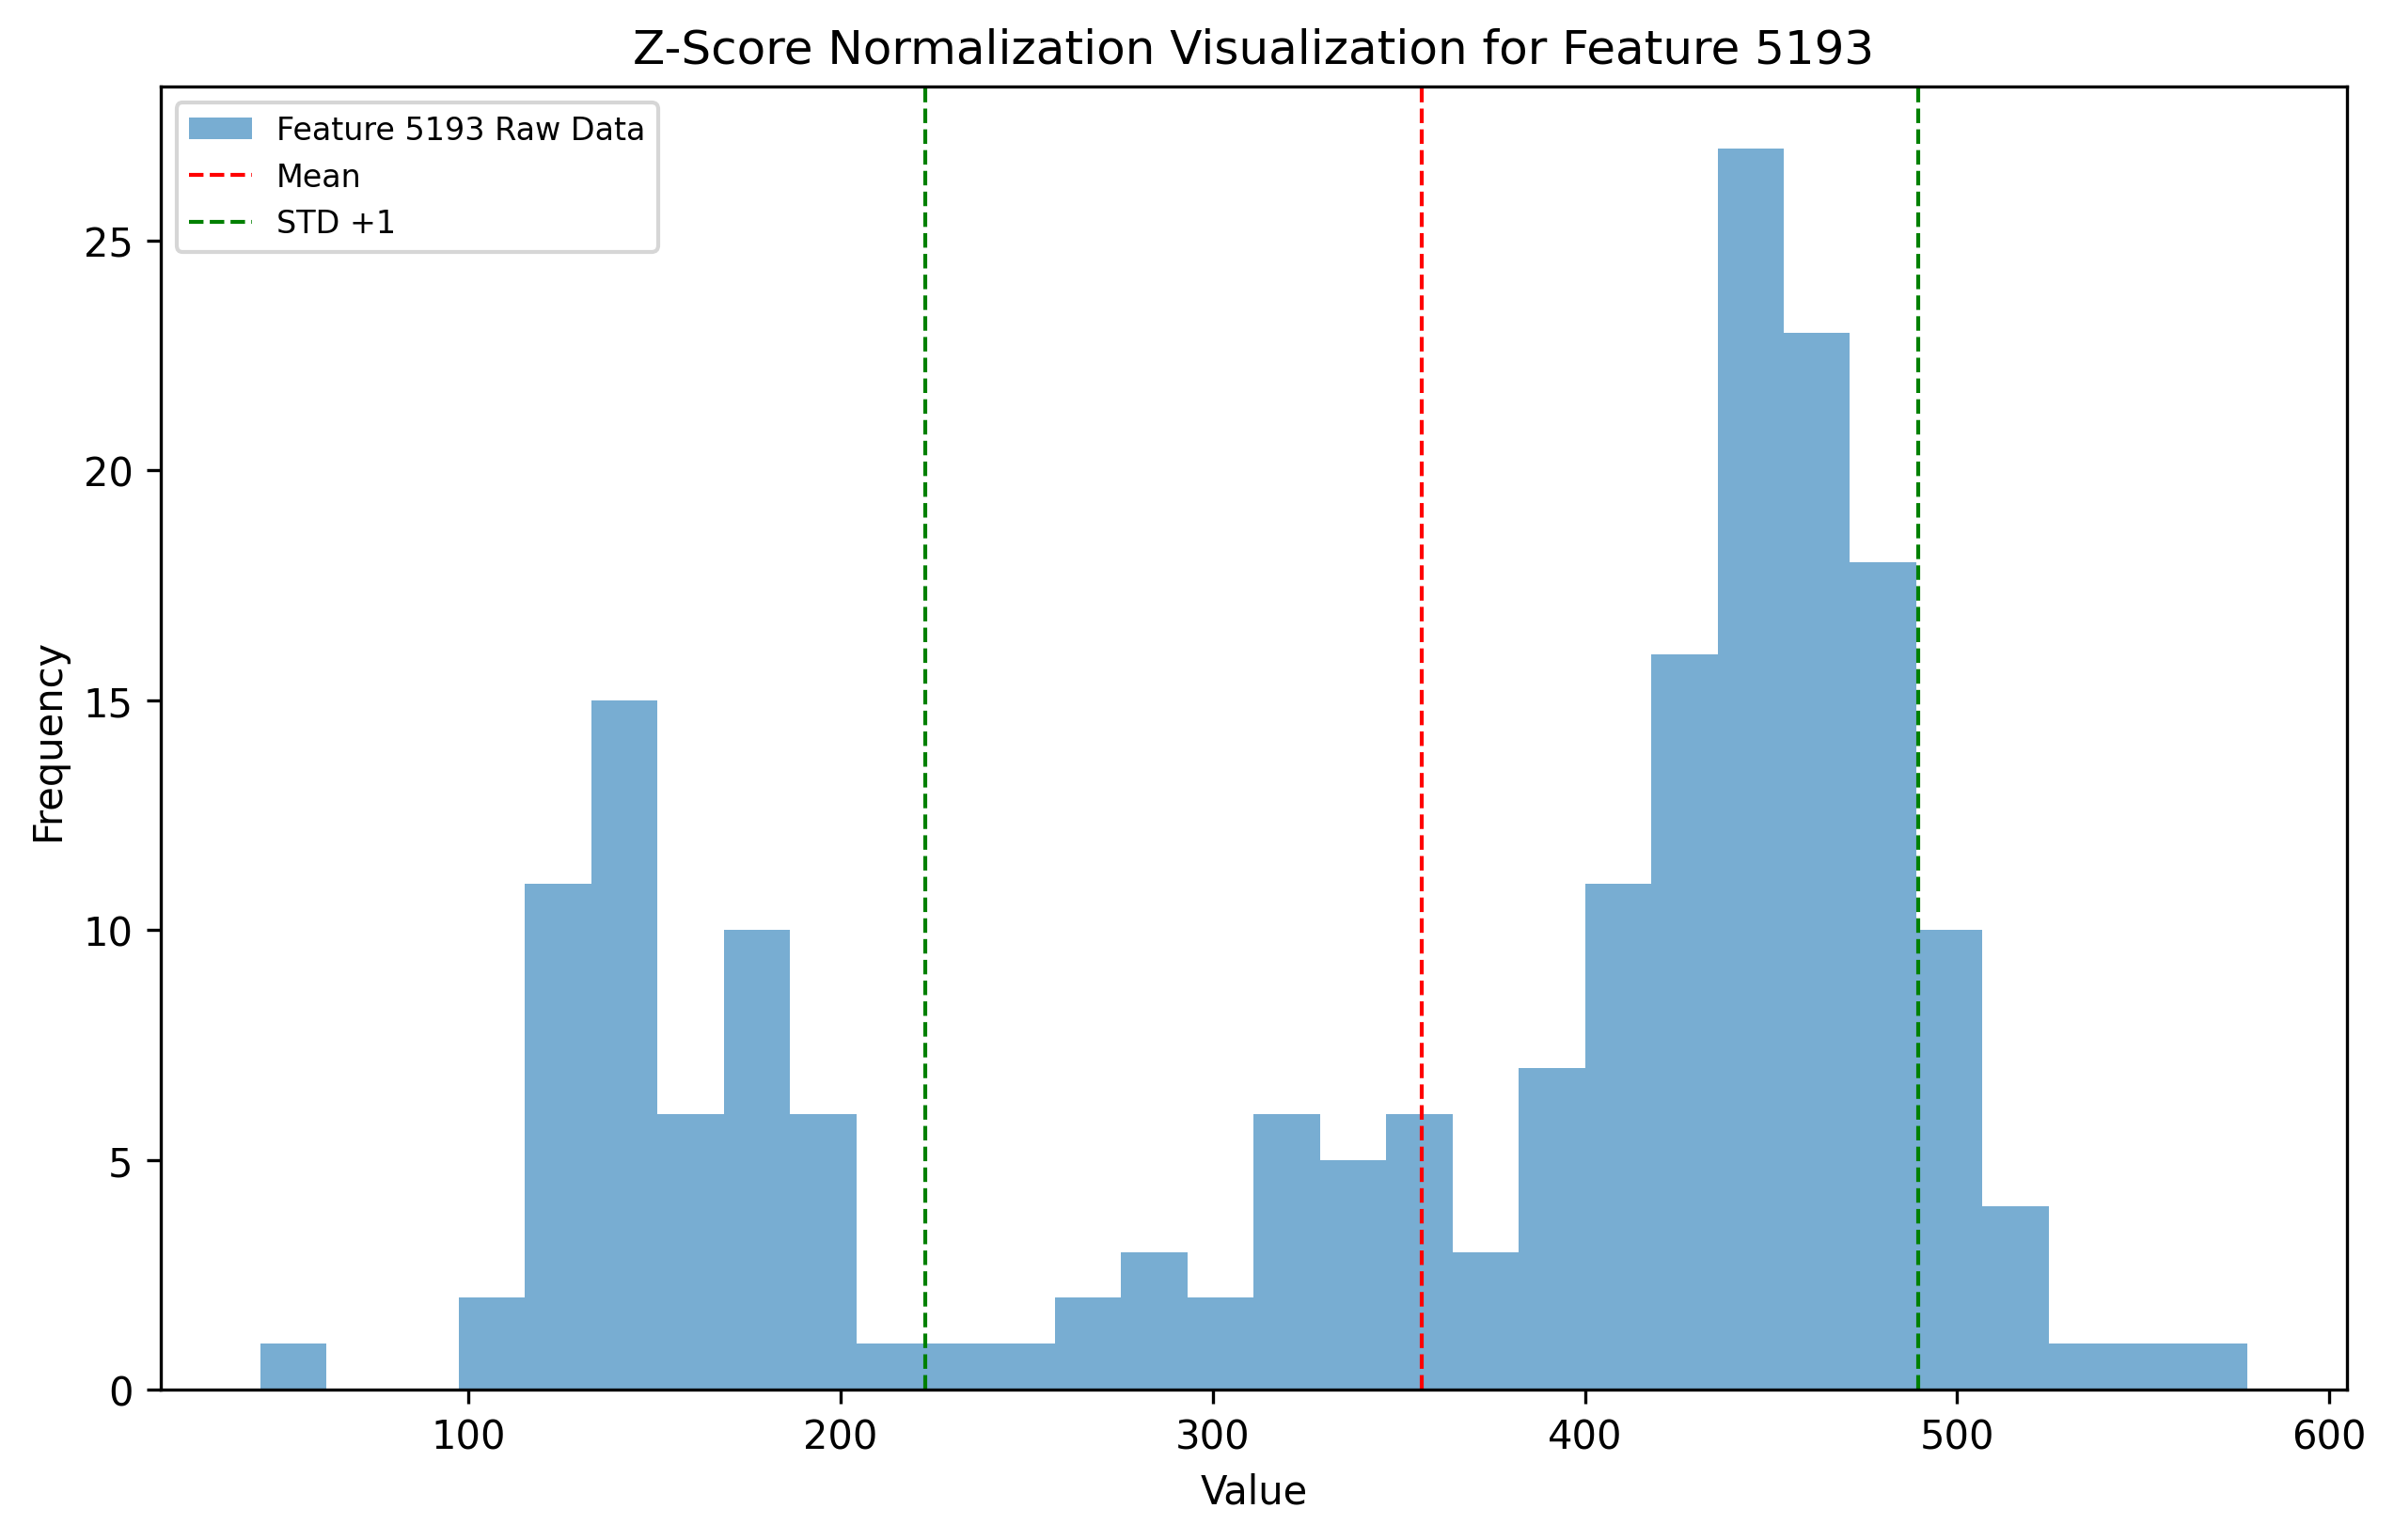 Z-Score Normalization Visualization for Feature 5193
Feature 5193 Raw Data
Mean
STD +1
25
20
15
10
5
0
Frequency
100 200 300 400 500 600
Value